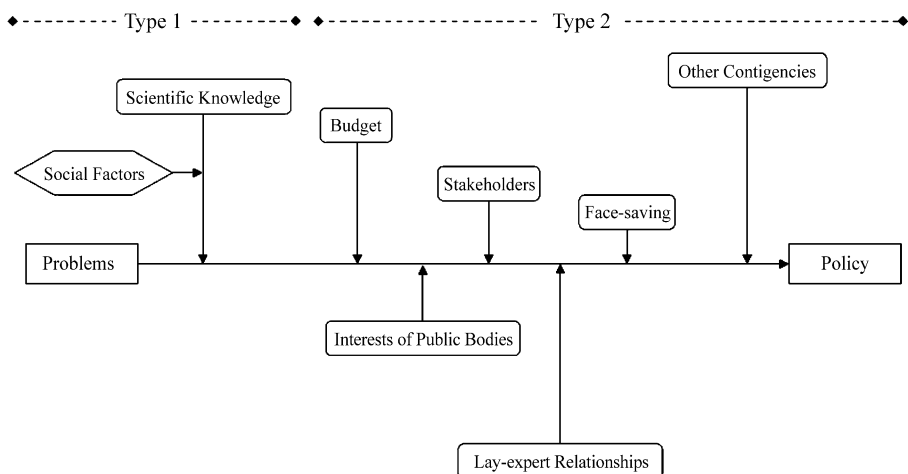 Type 1
Type 2
Other Contigencies
Scientific Knowledge
Budget
Social Factors
Stakeholders
Face-saving
Problems
Policy
Interests of Public Bodies
Lay-expert Relationships